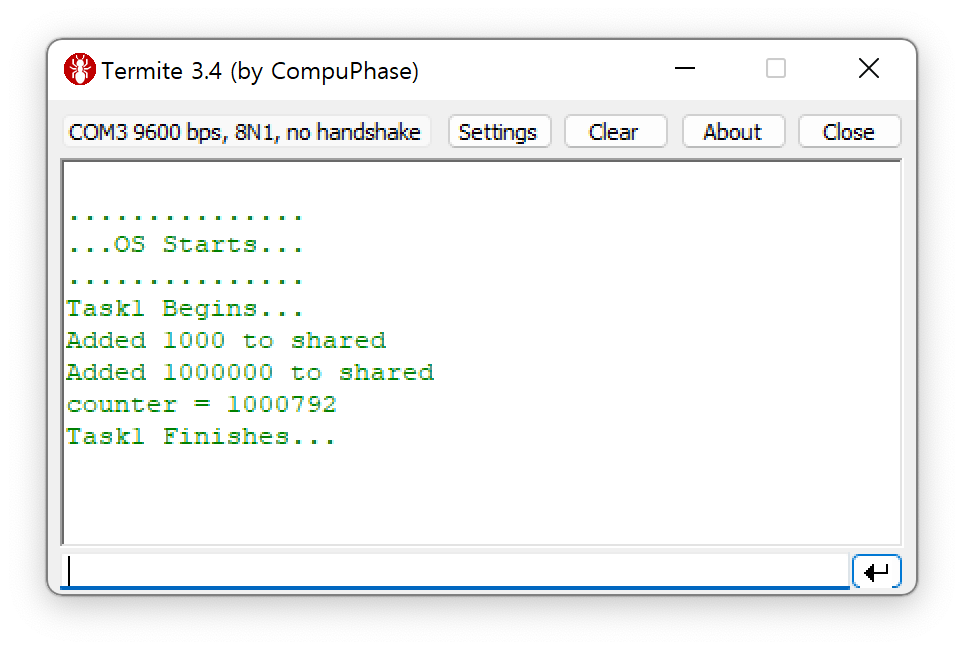 Termite 3.4 (by CompuPhase)
COM3 9600 bps, 8N1, no handshake Settings Clear About Close
...............
...OS Starts...
...............
Task1 Begins...
Added 1000 to shared
Added 1000000 to shared
counter = 1000792
Task1 Finishes...